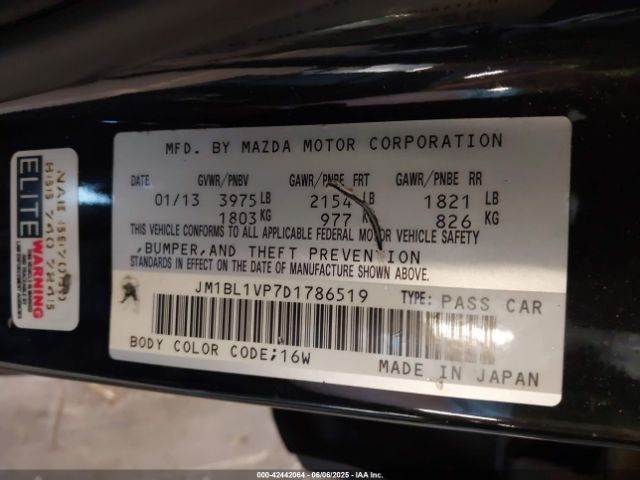 MFD. BY MAZDA MOTOR CORPORATION
DATE GVWR/PNBV GAWR/PNBE FRT GAWR/PNBE RR
01/13 3975 LB 2154 LB 1821 LB
1803 KG 977 KG 826 KG
THIS VEHICLE CONFORMS TO ALL APPLICABLE FEDERAL MOTOR VEHICLE SAFETY
,BUMPER,AND THEFT PREVENTION
STANDARDS IN EFFECT ON THE DATE OF MANUFACTURE SHOWN ABOVE.
JM1BL1VP7D1786519 TYPE: PASS CAR
BODY COLOR CODE;16W
MADE IN JAPAN
ELITE
WARNING
000-42442064 - 06/06/2025 - IAA Inc.